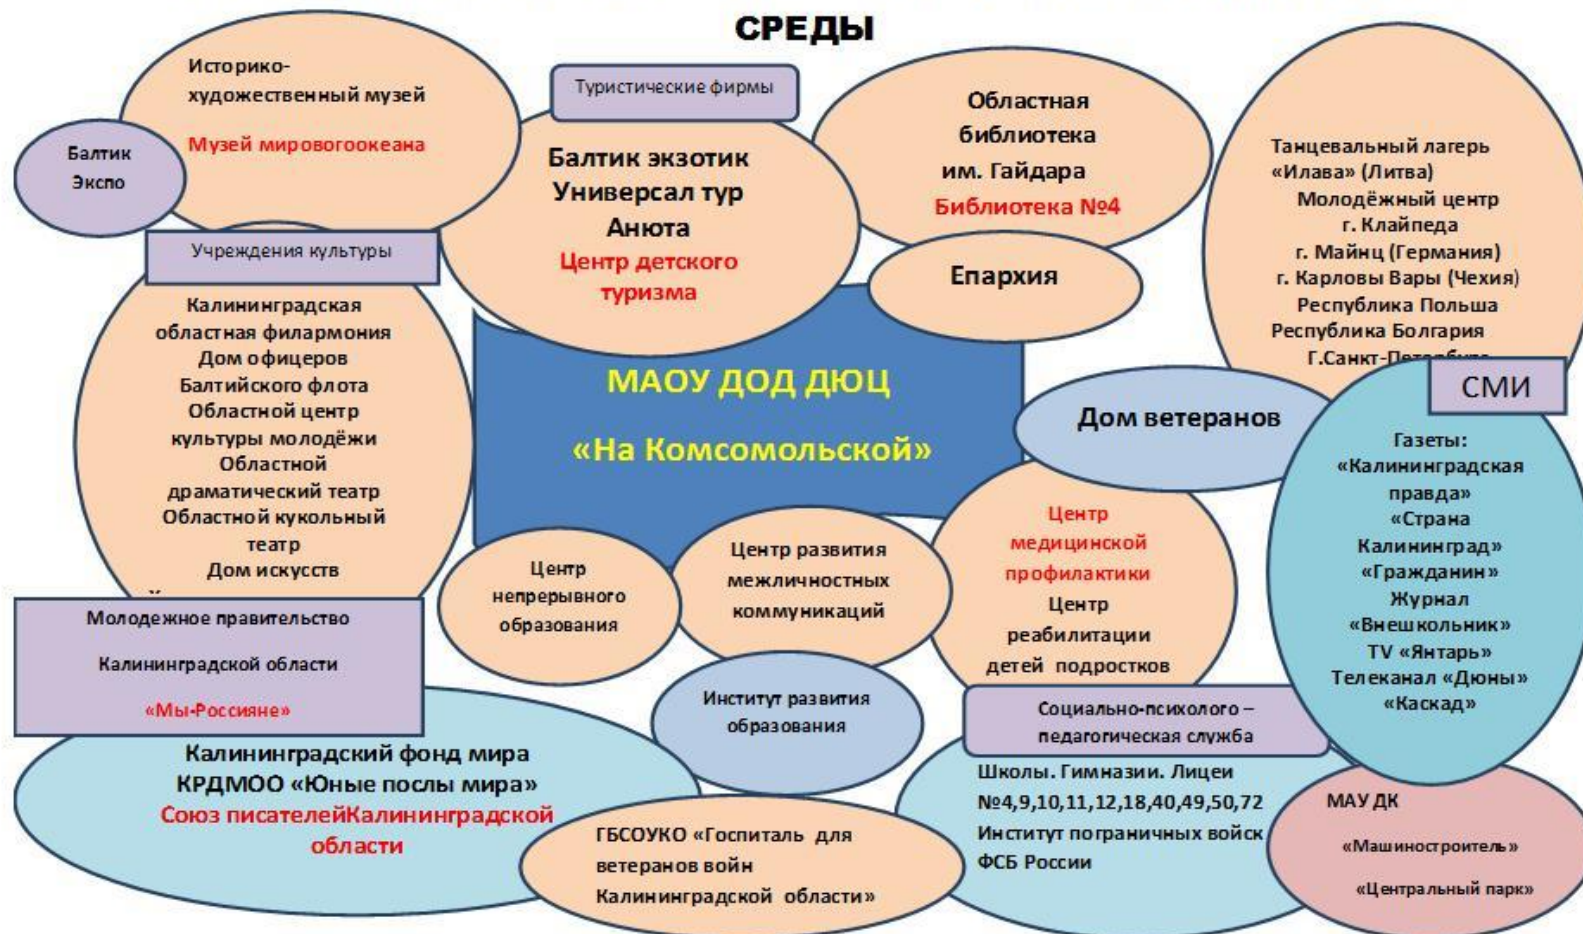 СРЕДЫ
Историко-
художественный музей
Музей мировогоокеана
Балтик
Экспо
Туристические фирмы
Балтик экзотик
Универсал тур
Анюта
Центр детского
туризма
Областная
библиотека
им. Гайдара
Библиотека №4
Епархия
Танцевальный лагерь
«Илава» (Литва)
Молодёжный центр
г. Клайпеда
г. Майнц (Германия)
г. Карловы Вары (Чехия)
Республика Польша
Республика Болгария
Г.Санкт-Петербург
Учреждения культуры
Калининградская
областная филармония
Дом офицеров
Балтийского флота
Областной центр
культуры молодёжи
Областной
драматический театр
Областной кукольный
театр
Дом искусств
МАОУ ДОД ДЮЦ
«На Комсомольской»
Дом ветеранов
СМИ
Газеты:
«Калининградская
правда»
«Страна
Калининград»
«Гражданин»
Журнал
«Внешкольник»
TV «Янтарь»
Телеканал «Дюны»
«Каскад»
Центр
непрерывного
образования
Центр развития
межличностных
коммуникаций
Центр
медицинской
профилактики
Центр
реабилитации
детей подростков
Молодежное правительство
Калининградской области
«Мы-Россияне»
Институт развития
образования
Социально-психолого –
педагогическая служба
Калининградский фонд мира
КРДМОО «Юные послы мира»
Союз писателейКалининградской
области
ГБСОУКО «Госпиталь для
ветеранов войн
Калининградской области»
Школы. Гимназии. Лицеи
№4,9,10,11,12,18,40,49,50,72
Институт пограничных войск
ФСБ России
МАУ ДК
«Машиностроитель»
«Центральный парк»